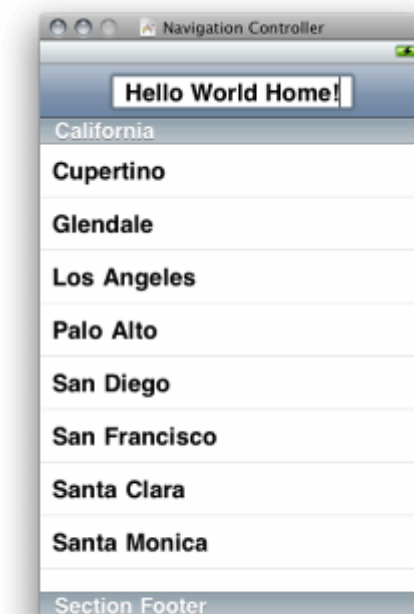 Navigation Controller
Hello World Home!
California
Cupertino
Glendale
Los Angeles
Palo Alto
San Diego
San Francisco
Santa Clara
Santa Monica
Section Footer